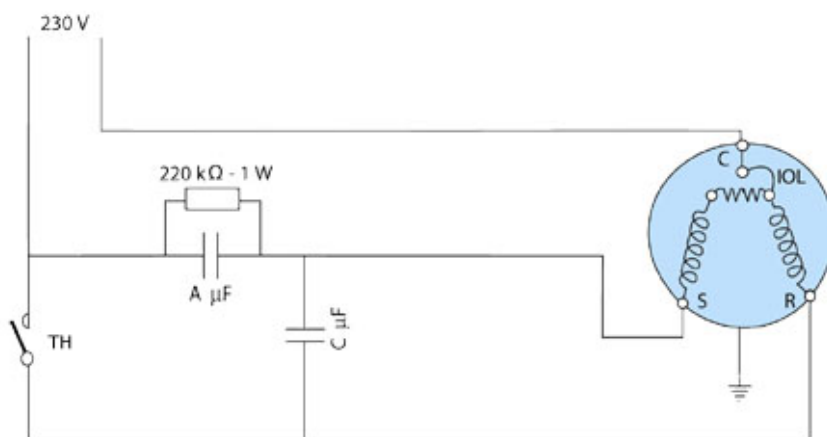 230 V
C
IOL
220 kΩ - 1 W
A µF
S
R
TH
C µF